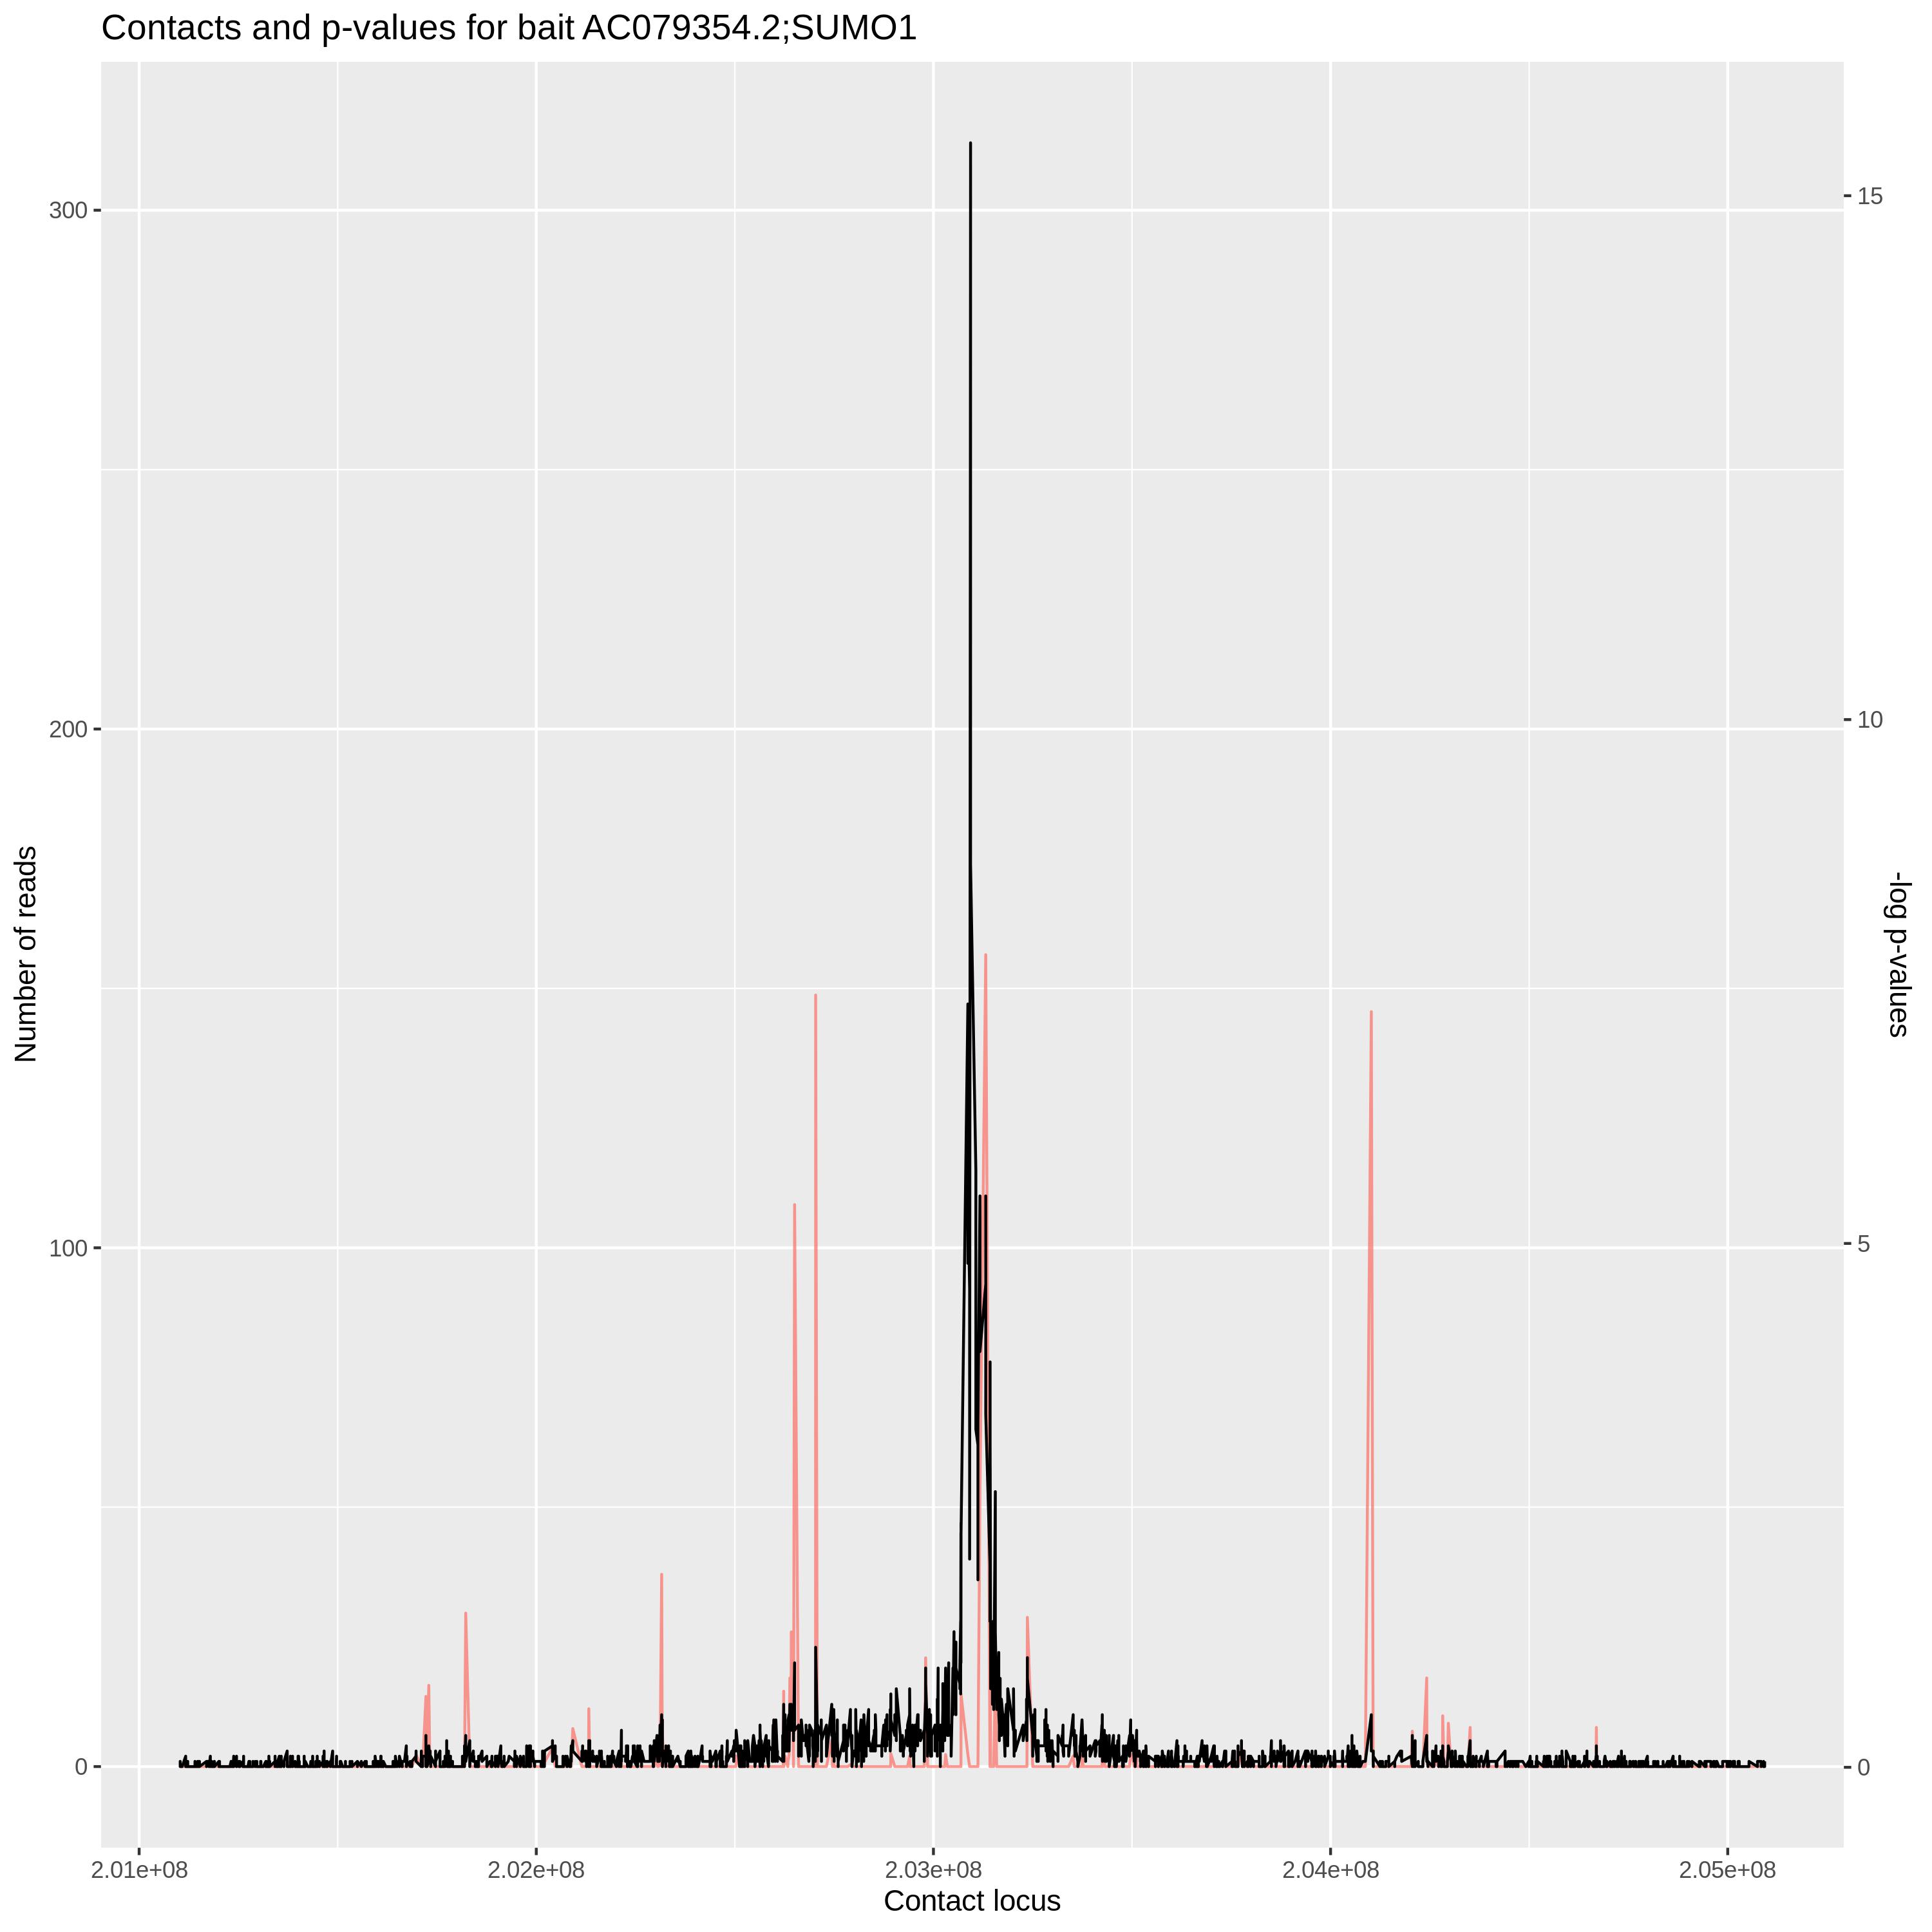 Contacts and p-values for bait AC079354.2;SUMO1
300
200
100
0
Number of reads
15
10
5
0
-log p-values
2.01e+08
2.02e+08
2.03e+08
2.04e+08
2.05e+08
Contact locus